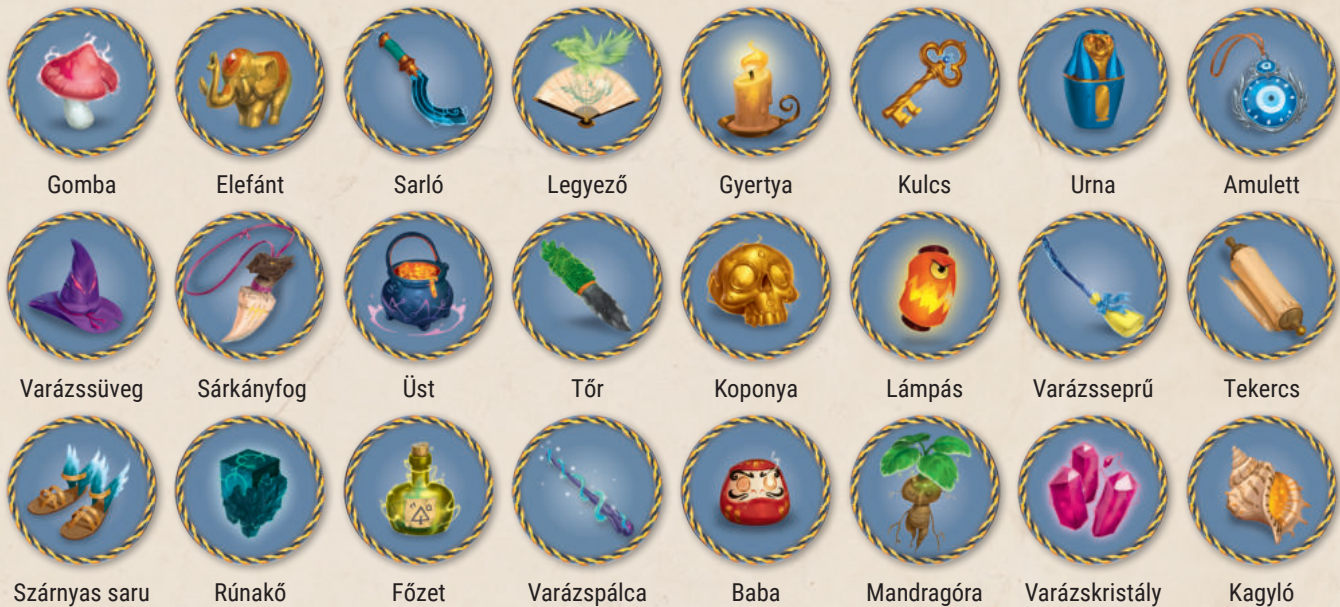 Gomba Elefánt Sarló Legyező Gyertya Kulcs Urna Amulett
Varázssüveg Sárkányfog Üst Tőr Koponya Lámpás Varázsseprű Tekercs
Szárnyas saru Rúnakő Főzet Varázspálca Baba Mandragóra Varázskristály Kagyló